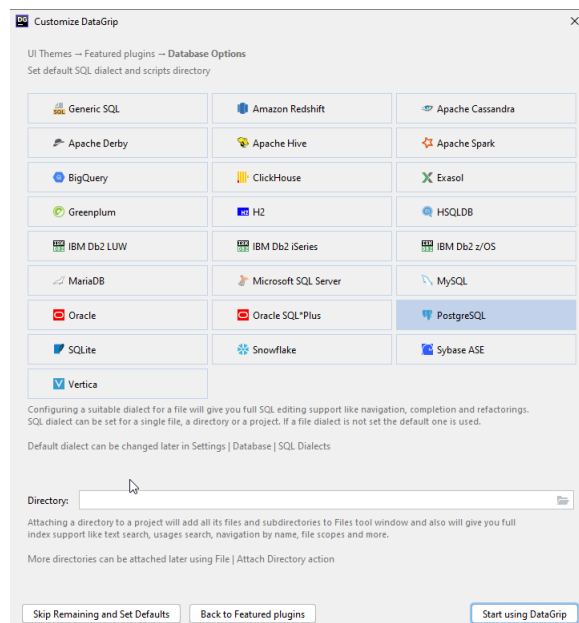 DG Customize DataGrip
UI Themes → Featured plugins → Database Options
Set default SQL dialect and scripts directory
SQL Generic SQL
Amazon Redshift
Apache Cassandra
Apache Derby
Apache Hive
Apache Spark
BigQuery
ClickHouse
Exasol
Greenplum
H2 H2
HSQLDB
IBM Db2 LUW
IBM Db2 iSeries
IBM Db2 z/OS
MariaDB
Microsoft SQL Server
MySQL
Oracle
Oracle SQL*Plus
PostgreSQL
SQLite
Snowflake
Sybase ASE
V Vertica
Configuring a suitable dialect for a file will give you full SQL editing support like navigation, completion and refactorings.
SQL dialect can be set for a single file, a directory or a project. If a file dialect is not set the default one is used.
Default dialect can be changed later in Settings | Database | SQL Dialects
Directory:
Attaching a directory to a project will add all its files and subdirectories to Files tool window and also will give you full
index support like text search, usages search, navigation by name, file scopes and more.
More directories can be attached later using File | Attach Directory action
Skip Remaining and Set Defaults
Back to Featured plugins
Start using DataGrip